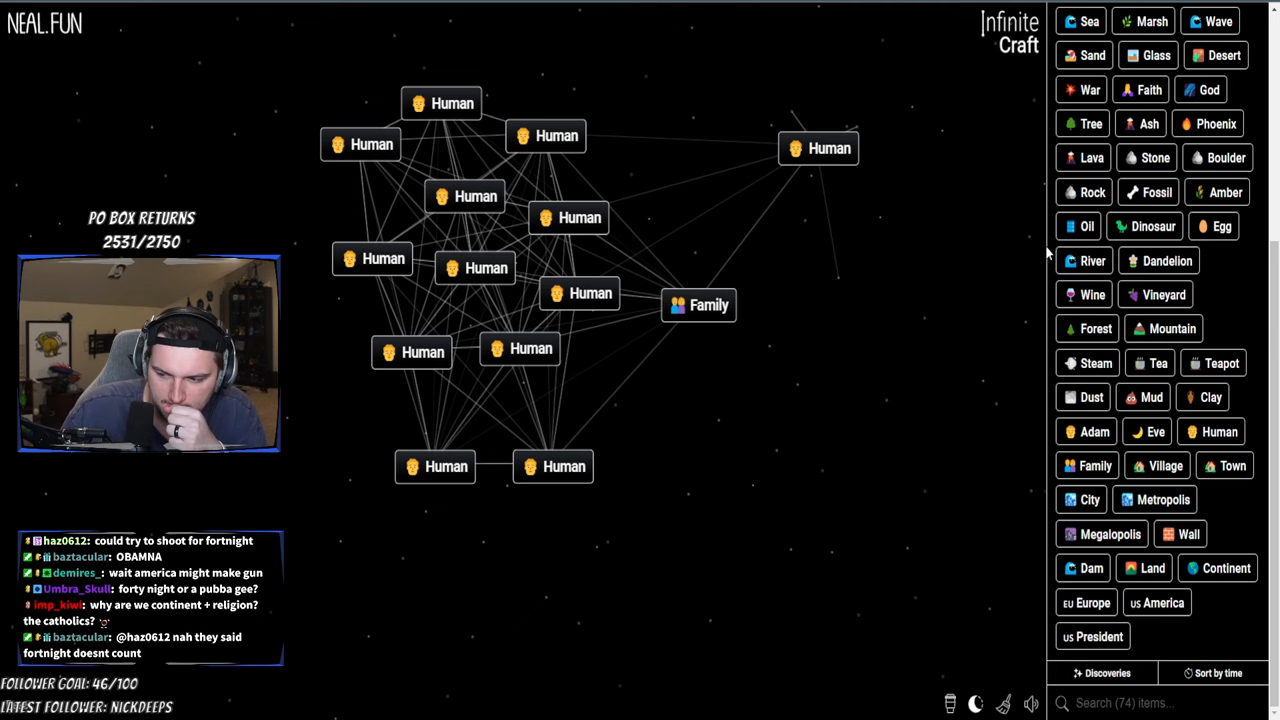 NEAL.FUN
Infinite
Craft
Human
Human
Human
Human
Human
Human
Human
Human
Human
Human
Human
Human
Human
Family
PO BOX RETURNS
2531/2750
haz0612: could try to shoot for fortnight
baztacular: OBAMNA
demires_: wait america might make gun
Umbra_Skull: forty night or a pubba gee?
imp_kiwi: why are we continent + religion?
the catholics?
baztacular: @haz0612 nah they said
fortnight doesnt count
FOLLOWER GOAL: 46/100
LATEST FOLLOWER: NICKDEEPS
Sea Marsh Wave
Sand Glass Desert
War Faith God
Tree Ash Phoenix
Lava Stone Boulder
Rock Fossil Amber
Oil Dinosaur Egg
River Dandelion
Wine Vineyard
Forest Mountain
Steam Tea Teapot
Dust Mud Clay
Adam Eve Human
Family Village Town
City Metropolis
Megalopolis Wall
Dam Land Continent
EU Europe US America
US President
Discoveries Sort by time
Search (74) items...